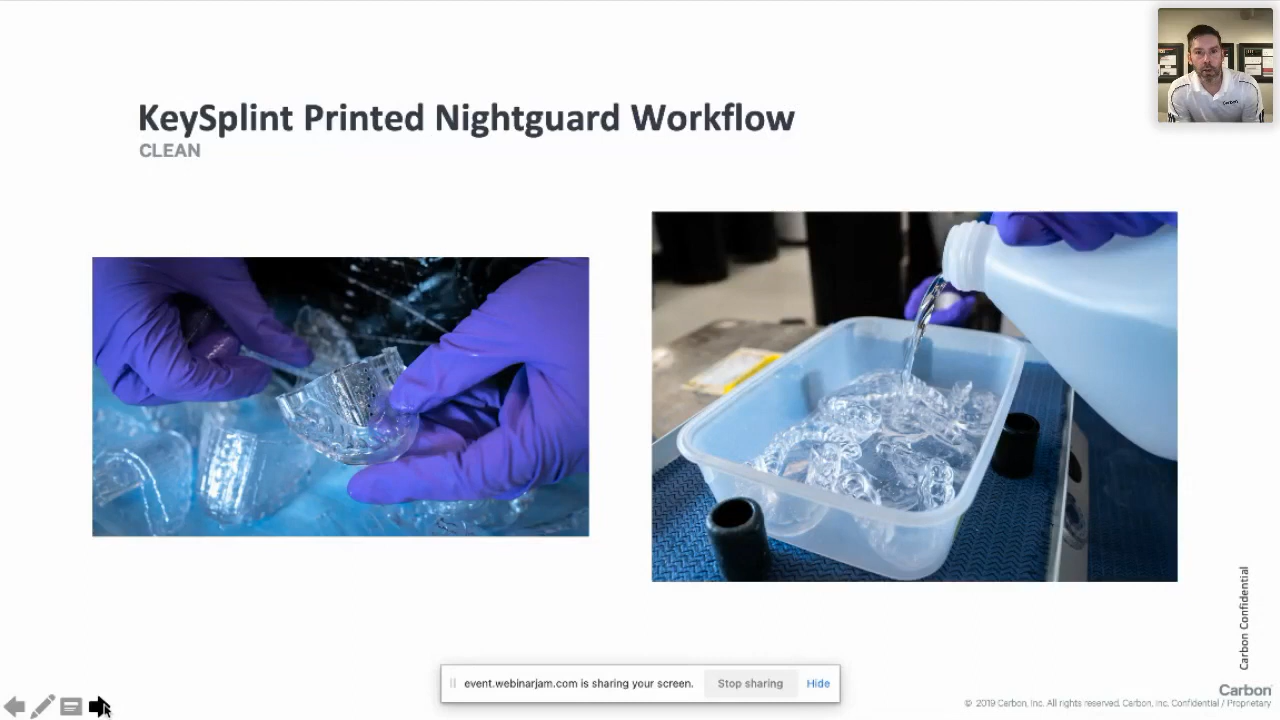 KeySplint Printed Nightguard Workflow
CLEAN
Carbon Confidential
event.webinarjam.com is sharing your screen.
Stop sharing
Hide
Carbon
© 2019 Carbon, Inc. All rights reserved. Carbon, Inc. Confidential / Proprietary